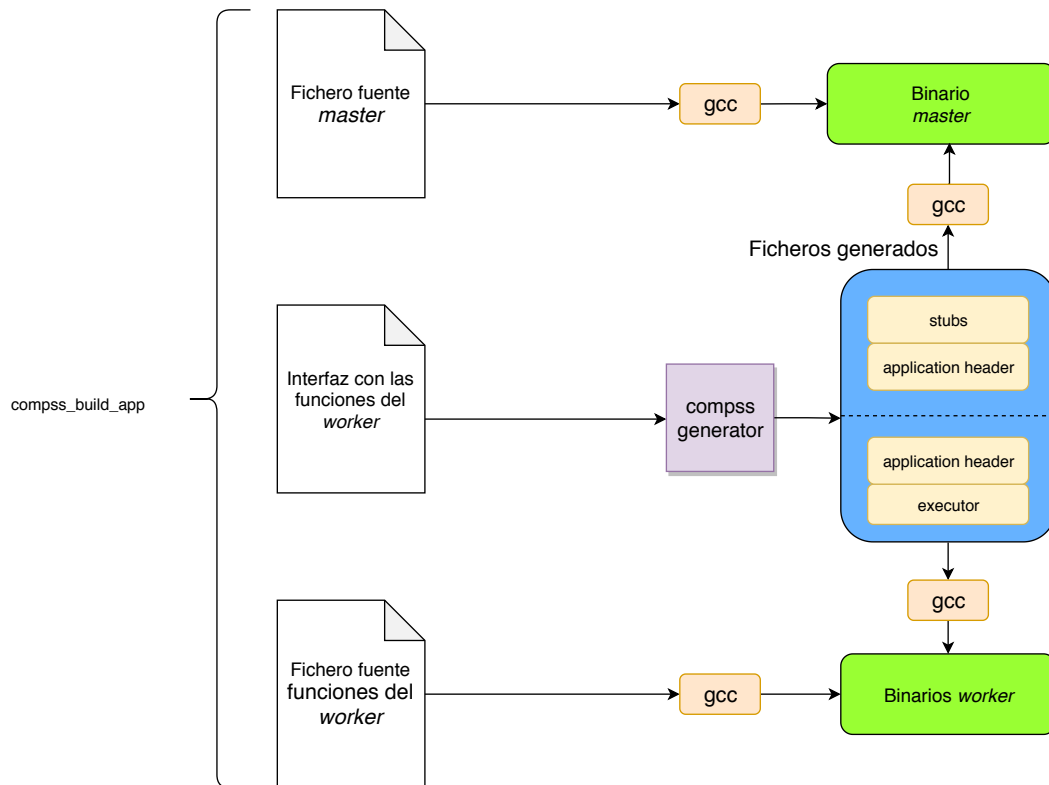 Fichero fuente
master
gcc
Binario
master
gcc
Ficheros generados
stubs
application header
Interfaz con las
funciones del
worker
compss
generator
compss_build_app
application header
executor
gcc
Fichero fuente
funciones del
worker
gcc
Binarios worker